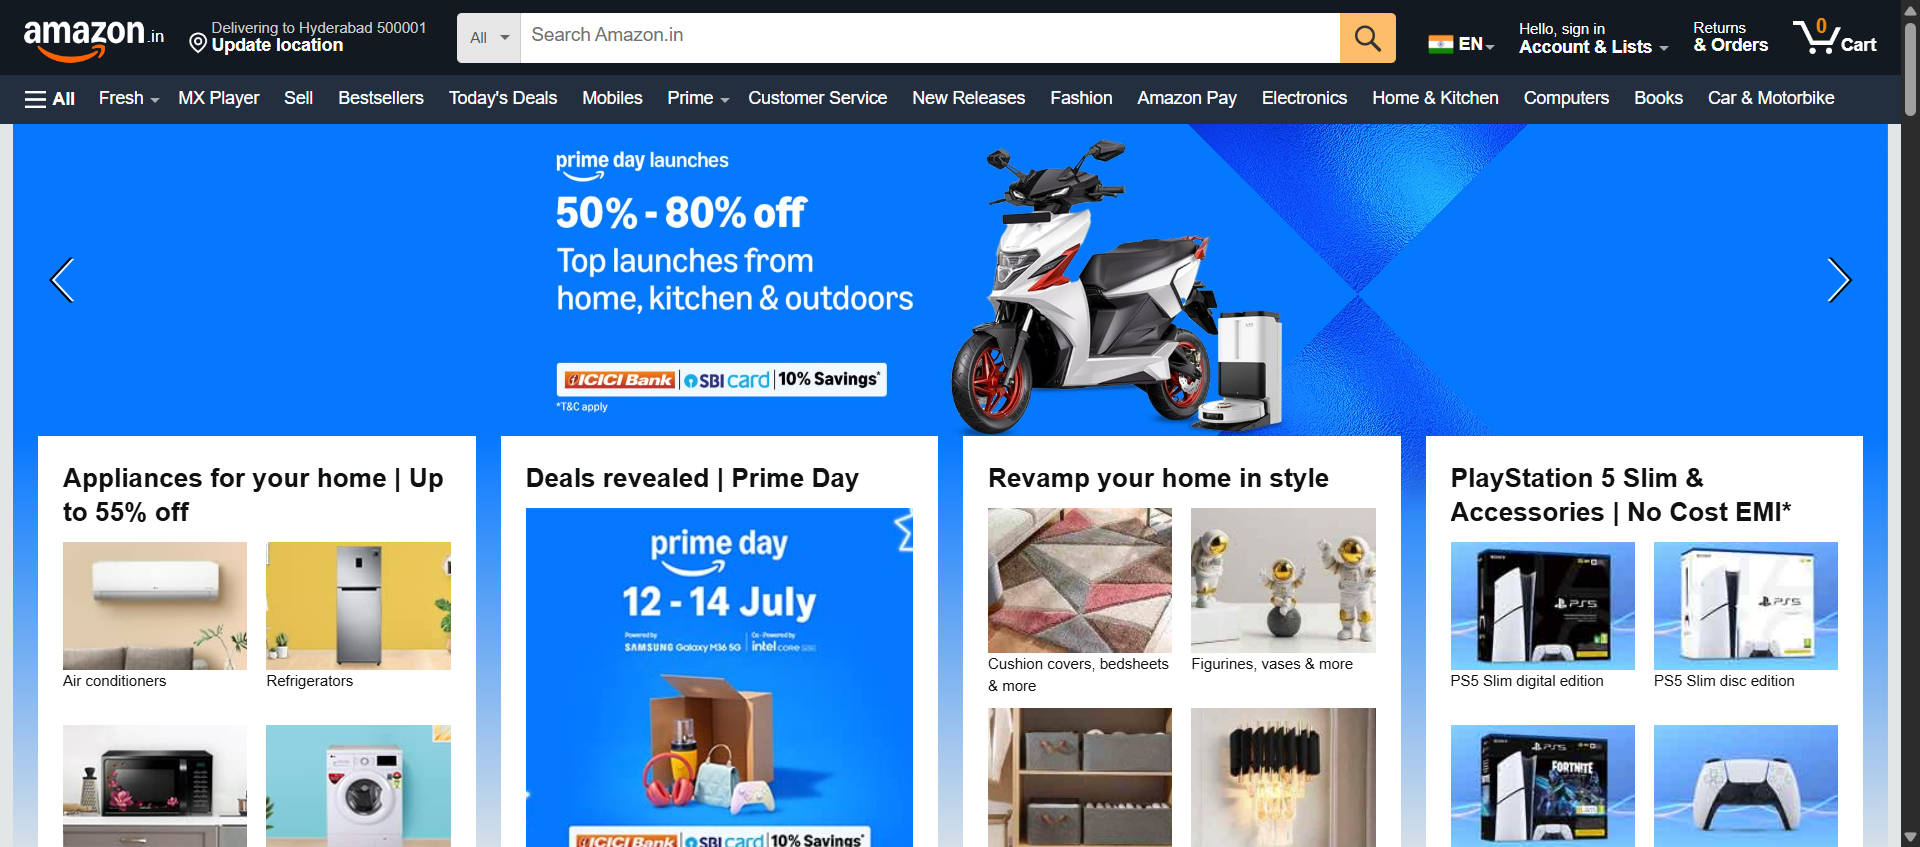 amazon.in
Delivering to Hyderabad 500001
Update location
All
Search Amazon.in
EN
Hello, sign in
Account & Lists
Returns
& Orders
0
Cart
All
Fresh
MX Player
Sell
Bestsellers
Today's Deals
Mobiles
Prime
Customer Service
New Releases
Fashion
Amazon Pay
Electronics
Home & Kitchen
Computers
Books
Car & Motorbike
prime day launches
50% - 80% off
Top launches from
home, kitchen & outdoors
ICICI Bank | SBI card | 10% Savings*
*T&C apply
Appliances for your home | Up
to 55% off
Air conditioners
Refrigerators
Deals revealed | Prime Day
prime day
12 - 14 July
Powered by
SAMSUNG Galaxy M36 5G
Co-Powered by
intel CORE
ICICI Bank | SBI card | 10% Savings*
Revamp your home in style
Cushion covers, bedsheets
& more
Figurines, vases & more
PlayStation 5 Slim &
Accessories | No Cost EMI*
SONY
PS5
PS5 Slim digital edition
SONY
PS5
PS5 Slim disc edition
SONY
PS5
FORTNITE